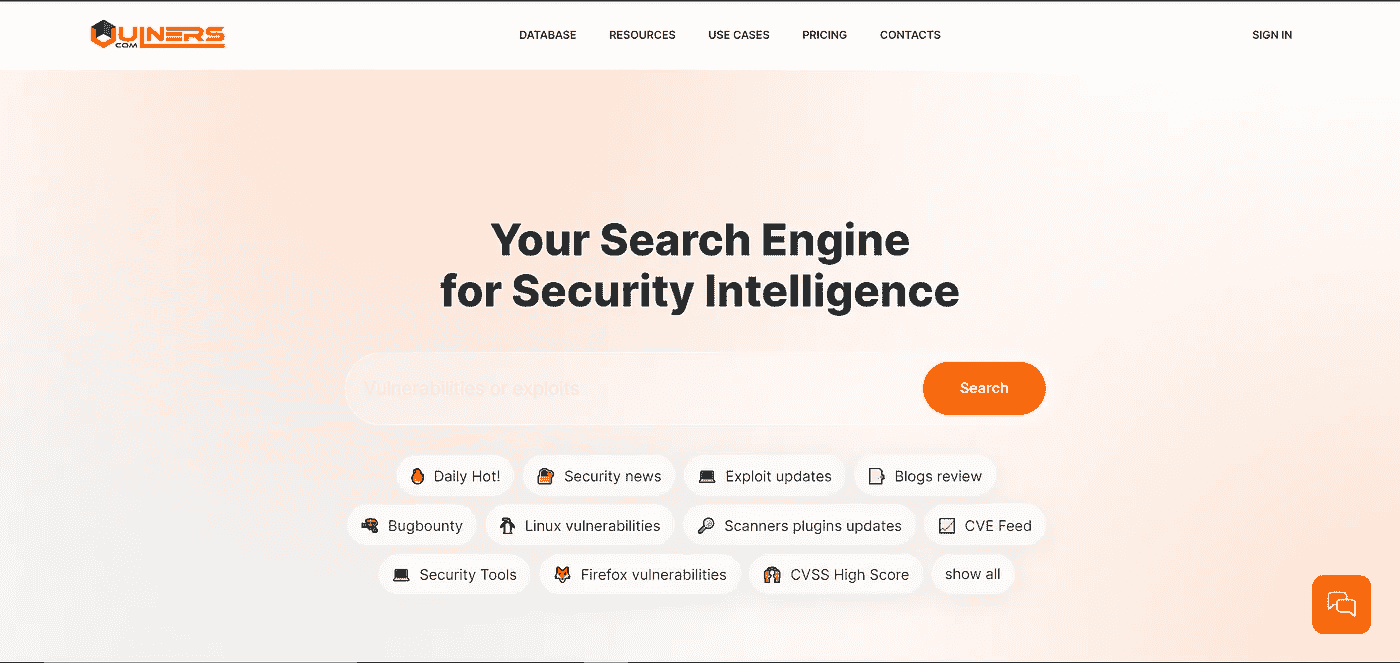 VULNERS
COM
DATABASE RESOURCES USE CASES PRICING CONTACTS SIGN IN
Your Search Engine
for Security Intelligence
Vulnerabilities or exploits Search
Daily Hot! Security news Exploit updates Blogs review
Bugbounty Linux vulnerabilities Scanners plugins updates CVE Feed
Security Tools Firefox vulnerabilities CVSS High Score show all